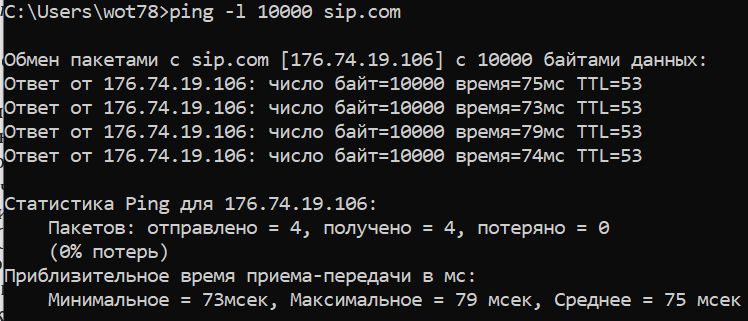 C:\Users\wot78>ping -l 10000 sip.com
Обмен пакетами с sip.com [176.74.19.106] с 10000 байтами данных:
Ответ от 176.74.19.106: число байт=10000 время=75мс TTL=53
Ответ от 176.74.19.106: число байт=10000 время=73мс TTL=53
Ответ от 176.74.19.106: число байт=10000 время=79мс TTL=53
Ответ от 176.74.19.106: число байт=10000 время=74мс TTL=53
Статистика Ping для 176.74.19.106:
Пакетов: отправлено = 4, получено = 4, потеряно = 0
(0% потерь)
Приблизительное время приема-передачи в мс:
Минимальное = 73мсек, Максимальное = 79 мсек, Среднее = 75 мсек